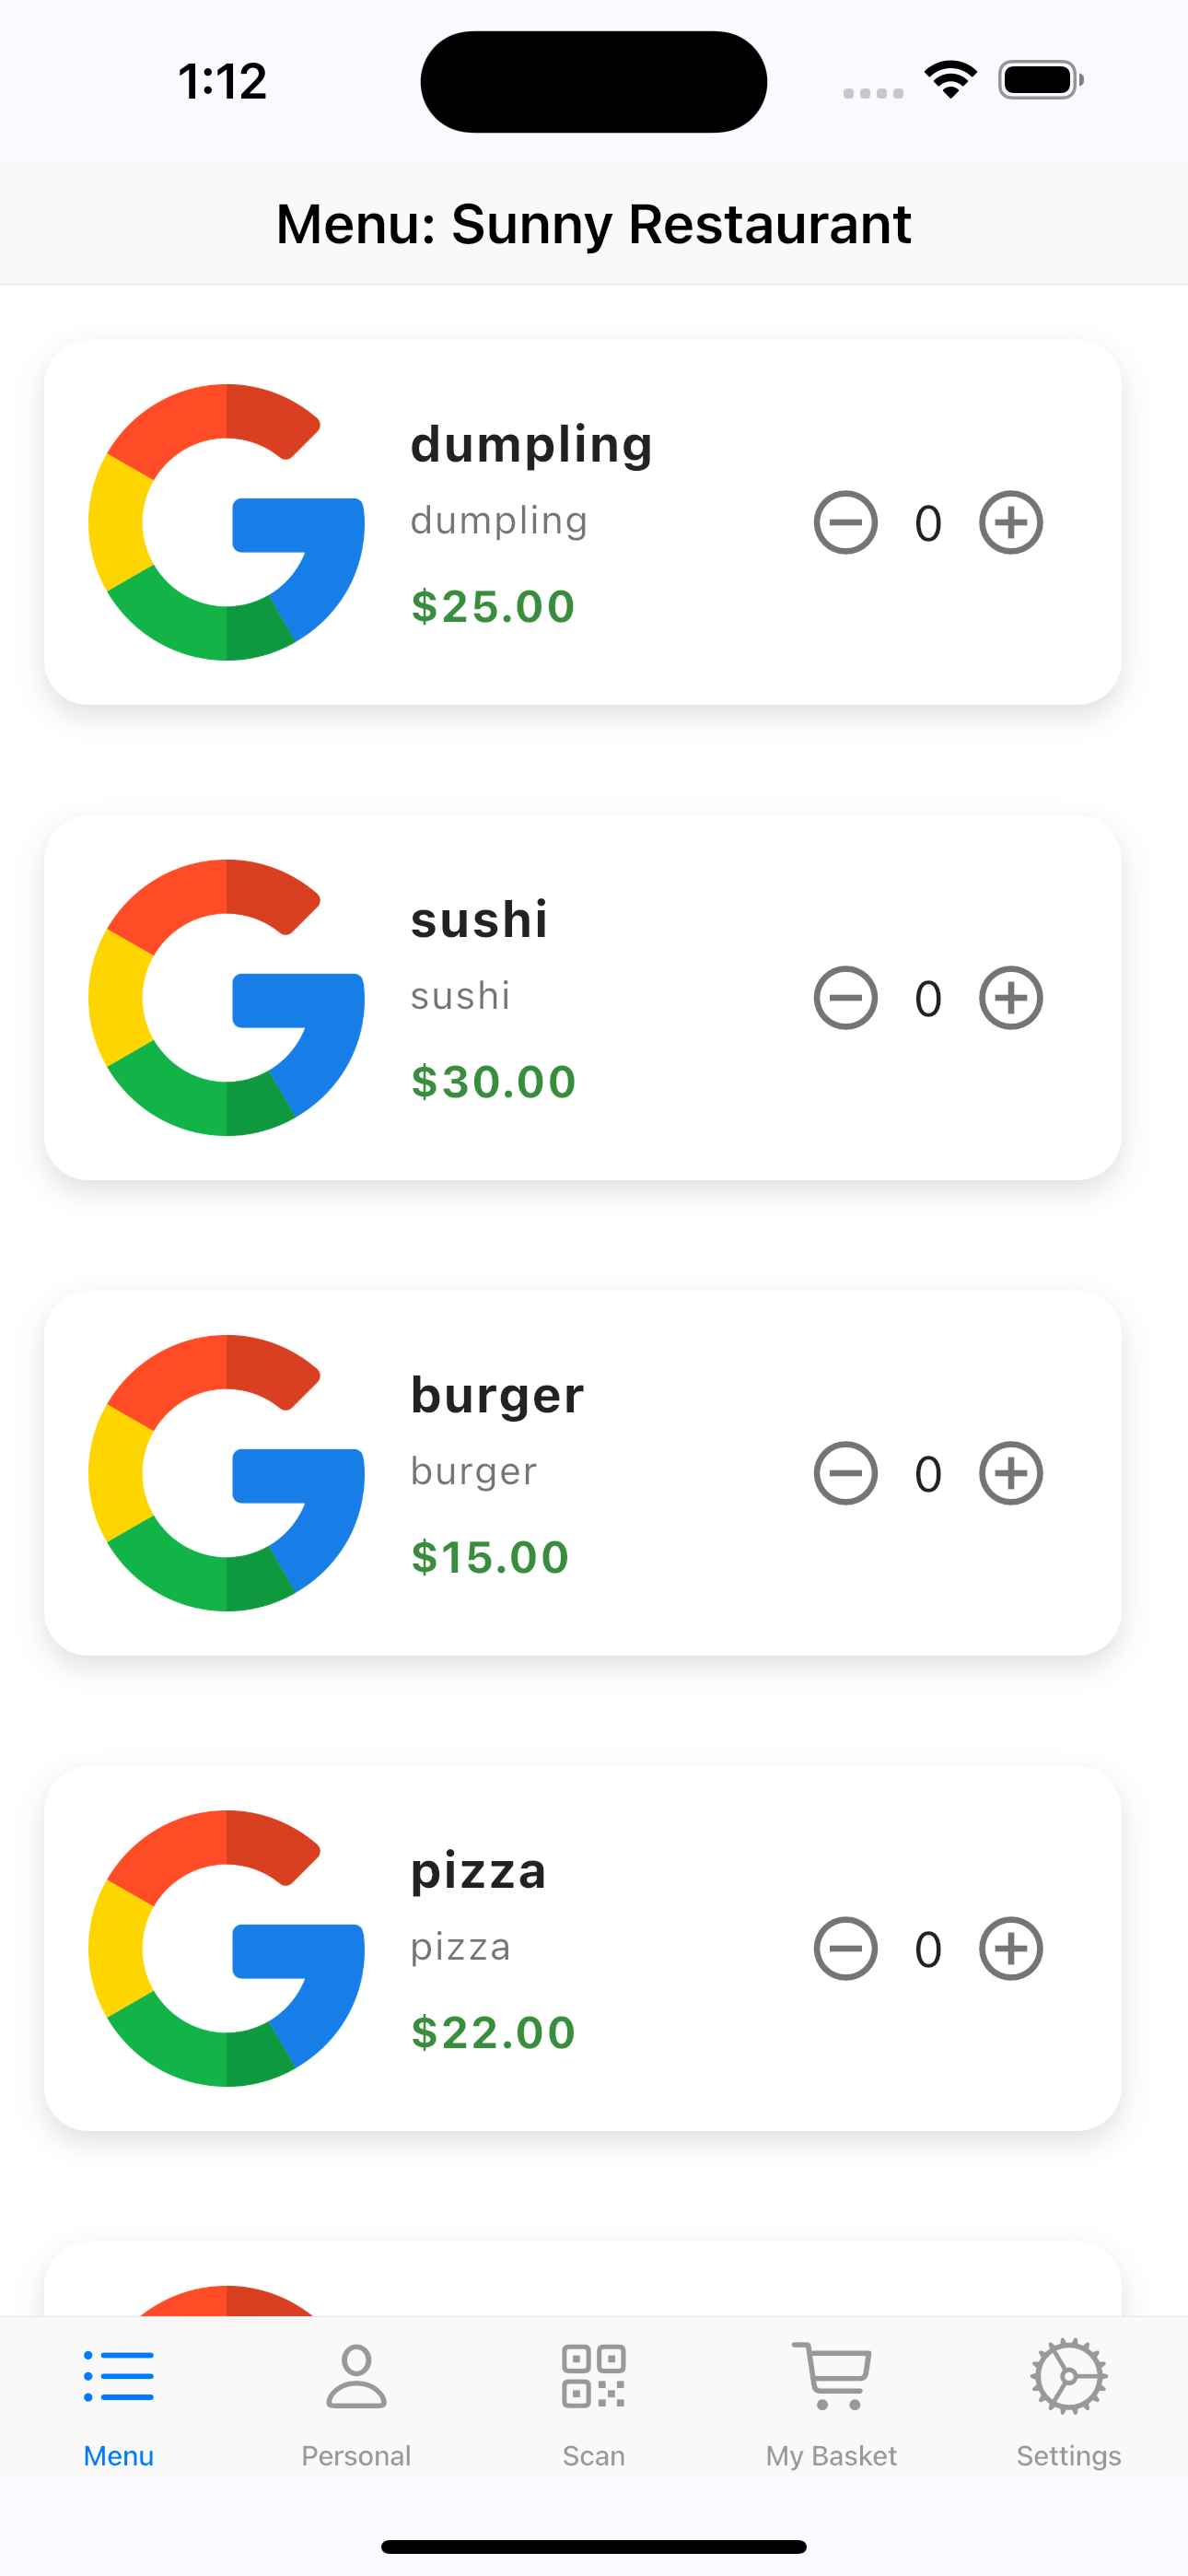 1:12
Menu: Sunny Restaurant
dumpling
dumpling
0
$25.00
sushi
sushi
0
$30.00
burger
burger
0
$15.00
pizza
pizza
0
$22.00
Menu
Personal
Scan
My Basket
Settings